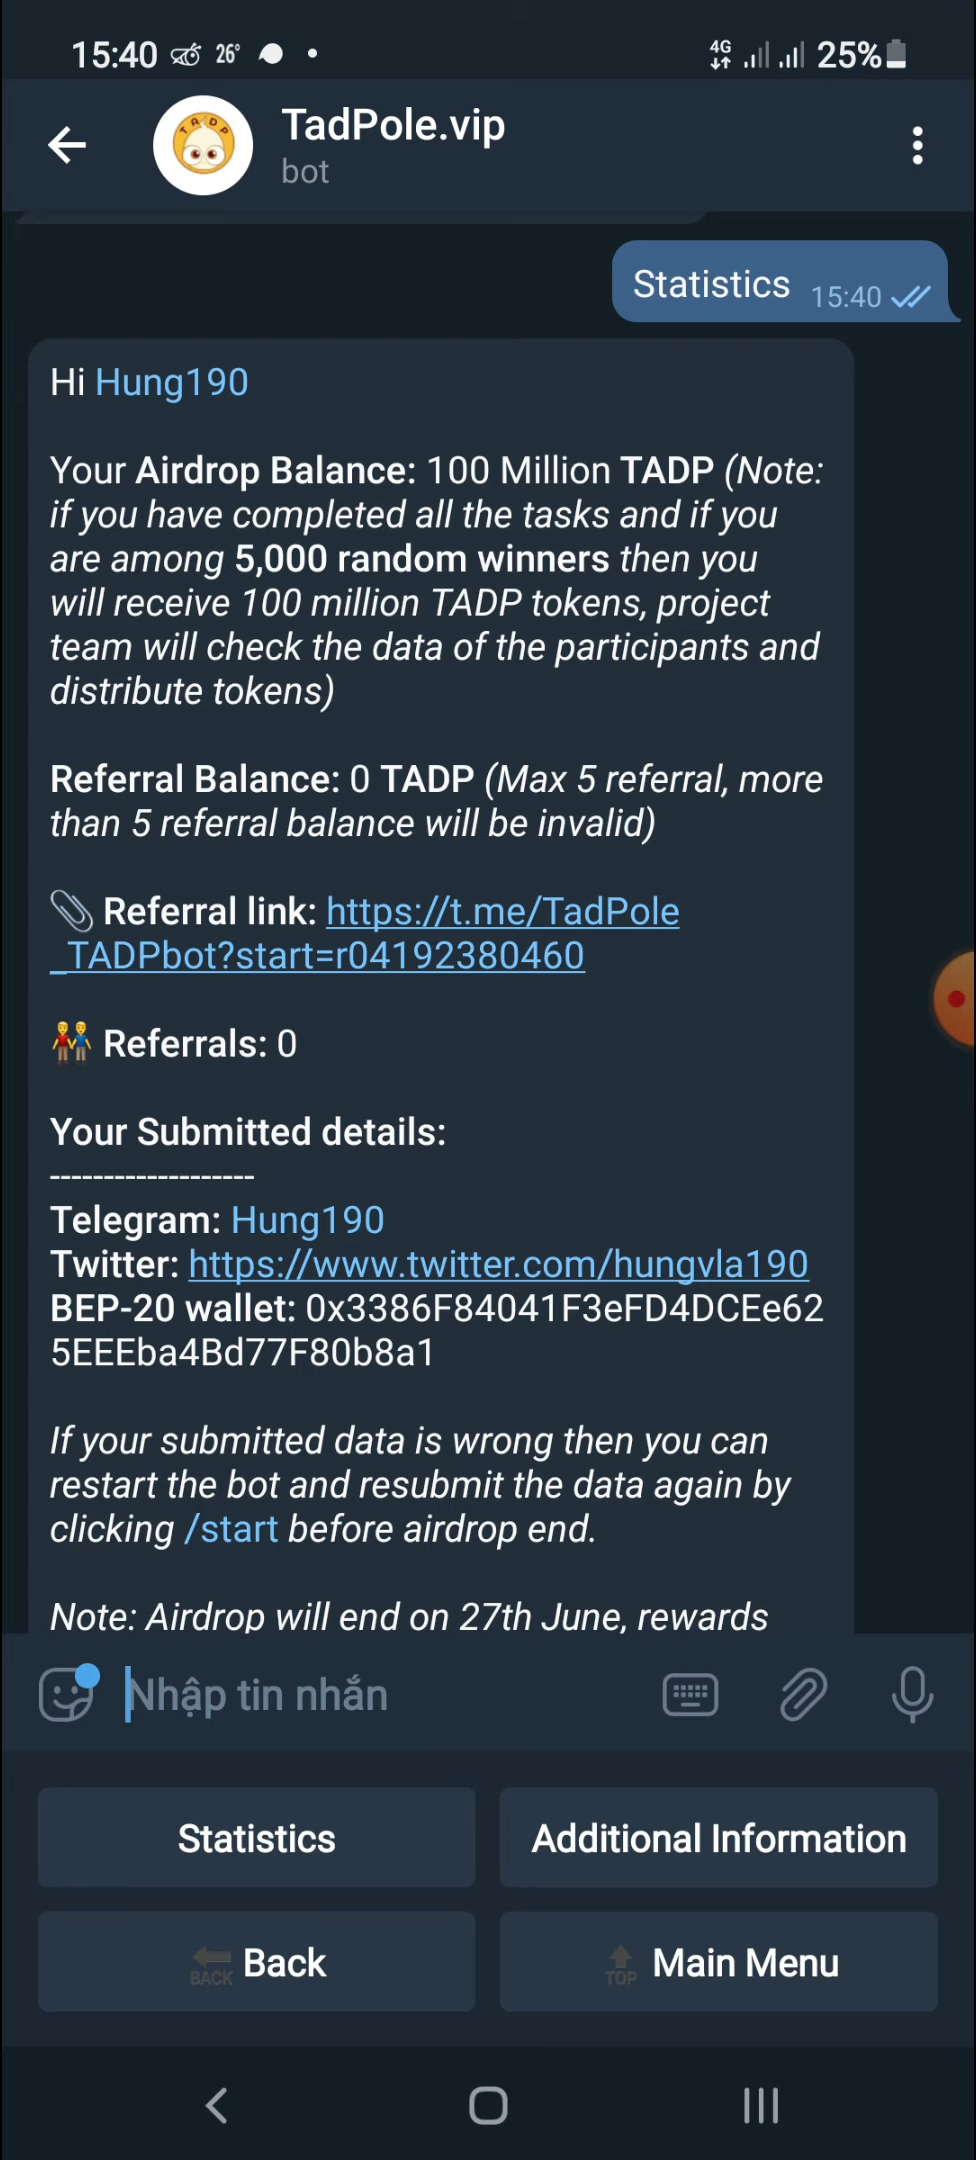 15:40 26° 4G 25%
TADP
TadPole.vip
bot
Statistics 15:40
Hi Hung190
Your Airdrop Balance: 100 Million TADP (Note:
if you have completed all the tasks and if you
are among 5,000 random winners then you
will receive 100 million TADP tokens, project
team will check the data of the participants and
distribute tokens)
Referral Balance: 0 TADP (Max 5 referral, more
than 5 referral balance will be invalid)
Referral link: https://t.me/TadPole
_TADPbot?start=r04192380460
Referrals: 0
Your Submitted details:
-------------------
Telegram: Hung190
Twitter: https://www.twitter.com/hungvla190
BEP-20 wallet: 0x3386F84041F3eFD4DCEe62
5EEEba4Bd77F80b8a1
If your submitted data is wrong then you can
restart the bot and resubmit the data again by
clicking /start before airdrop end.
Note: Airdrop will end on 27th June, rewards
Nhập tin nhắn
Statistics
Additional Information
BACK Back
TOP Main Menu